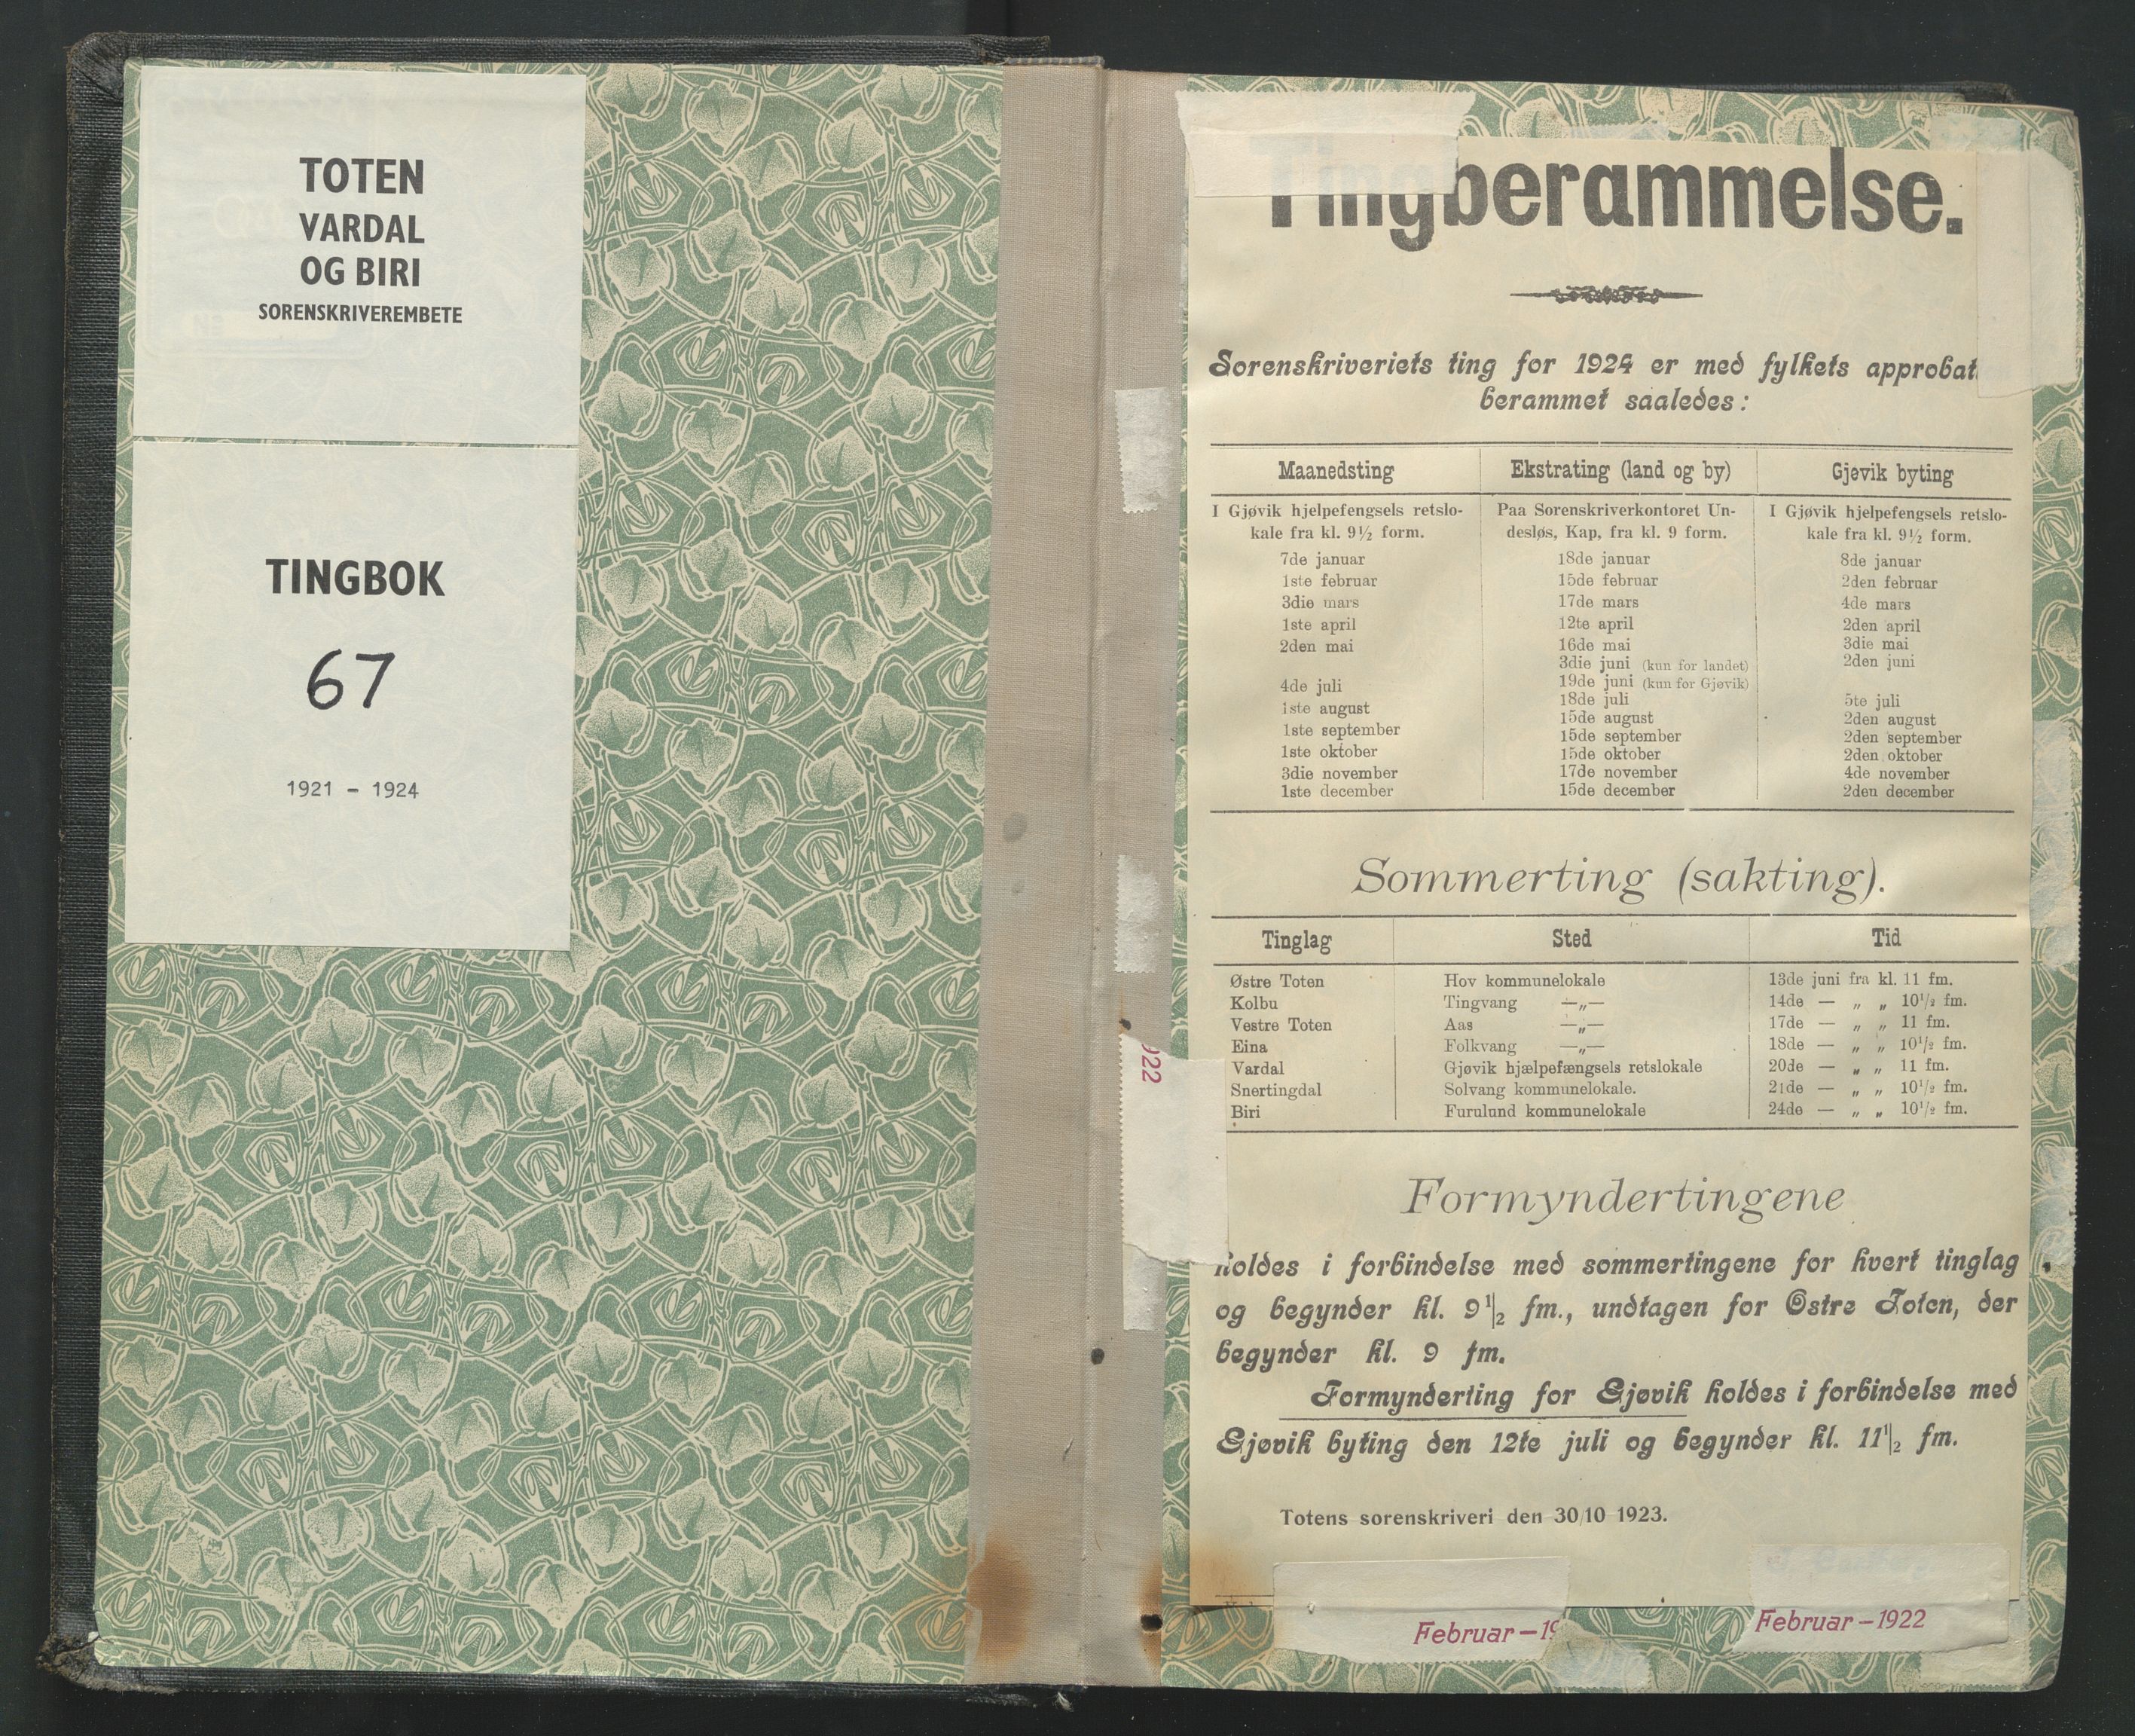 TOTEN
VARDAL
OG BIRI
SORENSKRIVEREMBETE
TINGBOK
67
1921 - 1924
Tingberammelse.
Sorenskriveriets ting for 1924 er med fylkets
berammet saaledes:
Maanedsting Ekstrating (land og by) Gjøvik byting
I Gjøvik hjelpefengsels retslo- Paa Sorenskriverkontoret Un- I Gjøvik hjelpefengsels retslo-
kale fra kl. 9½ form. desløs, Kap, fra kl. 9 form. kale fra kl. 9½ form.
7de januar 18de januar 8de januar
1ste februar 15de februar 2den februar
3die mars 17de mars 4de mars
1ste april 12te april 2den april
2den mai 16de mai 3die mai
3die juni (kun for landet) 2den juni
4de juli 19de juni (kun for Gjøvik)
18de juli 5te juli
1ste august 15de august 2den august
1ste september 15de september 2den september
1ste oktober 15de oktober 2den oktober
3die november 17de november 4de november
1ste december 15de december 2den december
Sommerting (sakting).
Tinglag Sted Tid
Østre Toten Hov kommunelokale 13de juni fra kl. 11 fm.
Kolbu Tingvang —„— 14de — „ „ 10½ fm.
Vestre Toten Aas —„— 17de — „ „ 11 fm.
Eina Folkvang —„— 18de — „ „ 10½ fm.
Vardal Gjøvik hjælpefængsels retslokale 20de — „ „ 11 fm.
Snertingdal Solvang kommunelokale. 21de — „ „ 10½ fm.
Biri Furulund kommunelokale 24de — „ „ 10½ fm.
Formyndertingene
holdes i forbindelse med sommertingene for hvert tinglag
og begynder kl. 9½ fm., undtagen for Østre Toten, der
begynder kl. 9 fm.
Formynderting for Gjøvik holdes i forbindelse med
Gjøvik byting den 12te juli og begynder kl. 11½ fm.
Totens sorenskriveri den 30/10 1923.
922
Februar – 19
Februar – 1922